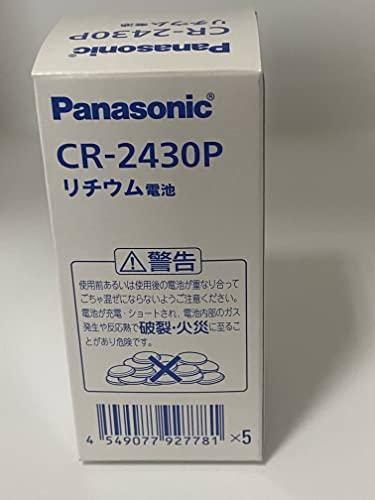 Panasonic
CR-2430P
リチウム電池
Panasonic®
CR-2430P
リチウム電池
警告
使用前あるいは使用後の電池が重なり合って
ごちゃ混ぜにならないようご注意ください。
電池が充電・ショートされ、電池内部のガス
発生や反応熱で破裂・火災に至るこ
とがあり危険です。
4 549077 927781 ×5